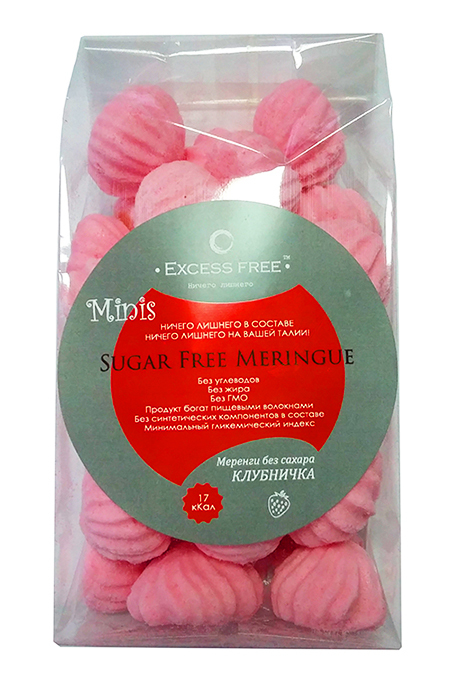 · EXCESS FREE™ ·
Ничего лишнего
Minis
НИЧЕГО ЛИШНЕГО В СОСТАВЕ
НИЧЕГО ЛИШНЕГО НА ВАШЕЙ ТАЛИИ!
SUGAR FREE MERINGUE
Без углеводов
Без жира
Без ГМО
Продукт богат пищевыми волокнами
Без синтетических компонентов в составе
Минимальный гликемический индекс
Меренги без сахара
КЛУБНИЧКА
17
кКал